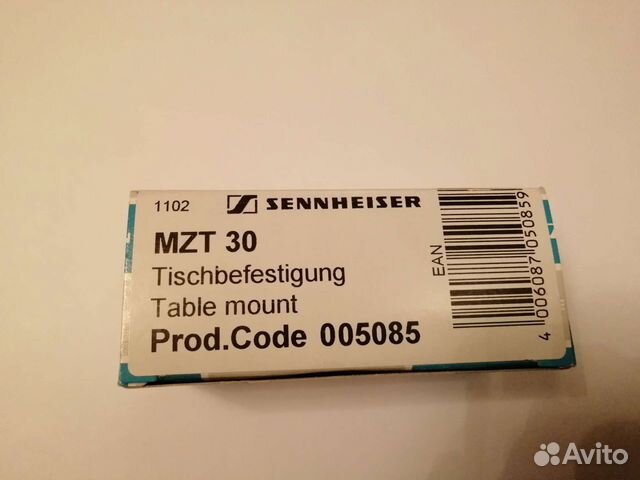 1102 SENNHEISER
MZT 30
Tischbefestigung
Table mount
Prod.Code 005085
EAN
4 006087 050859
Avito